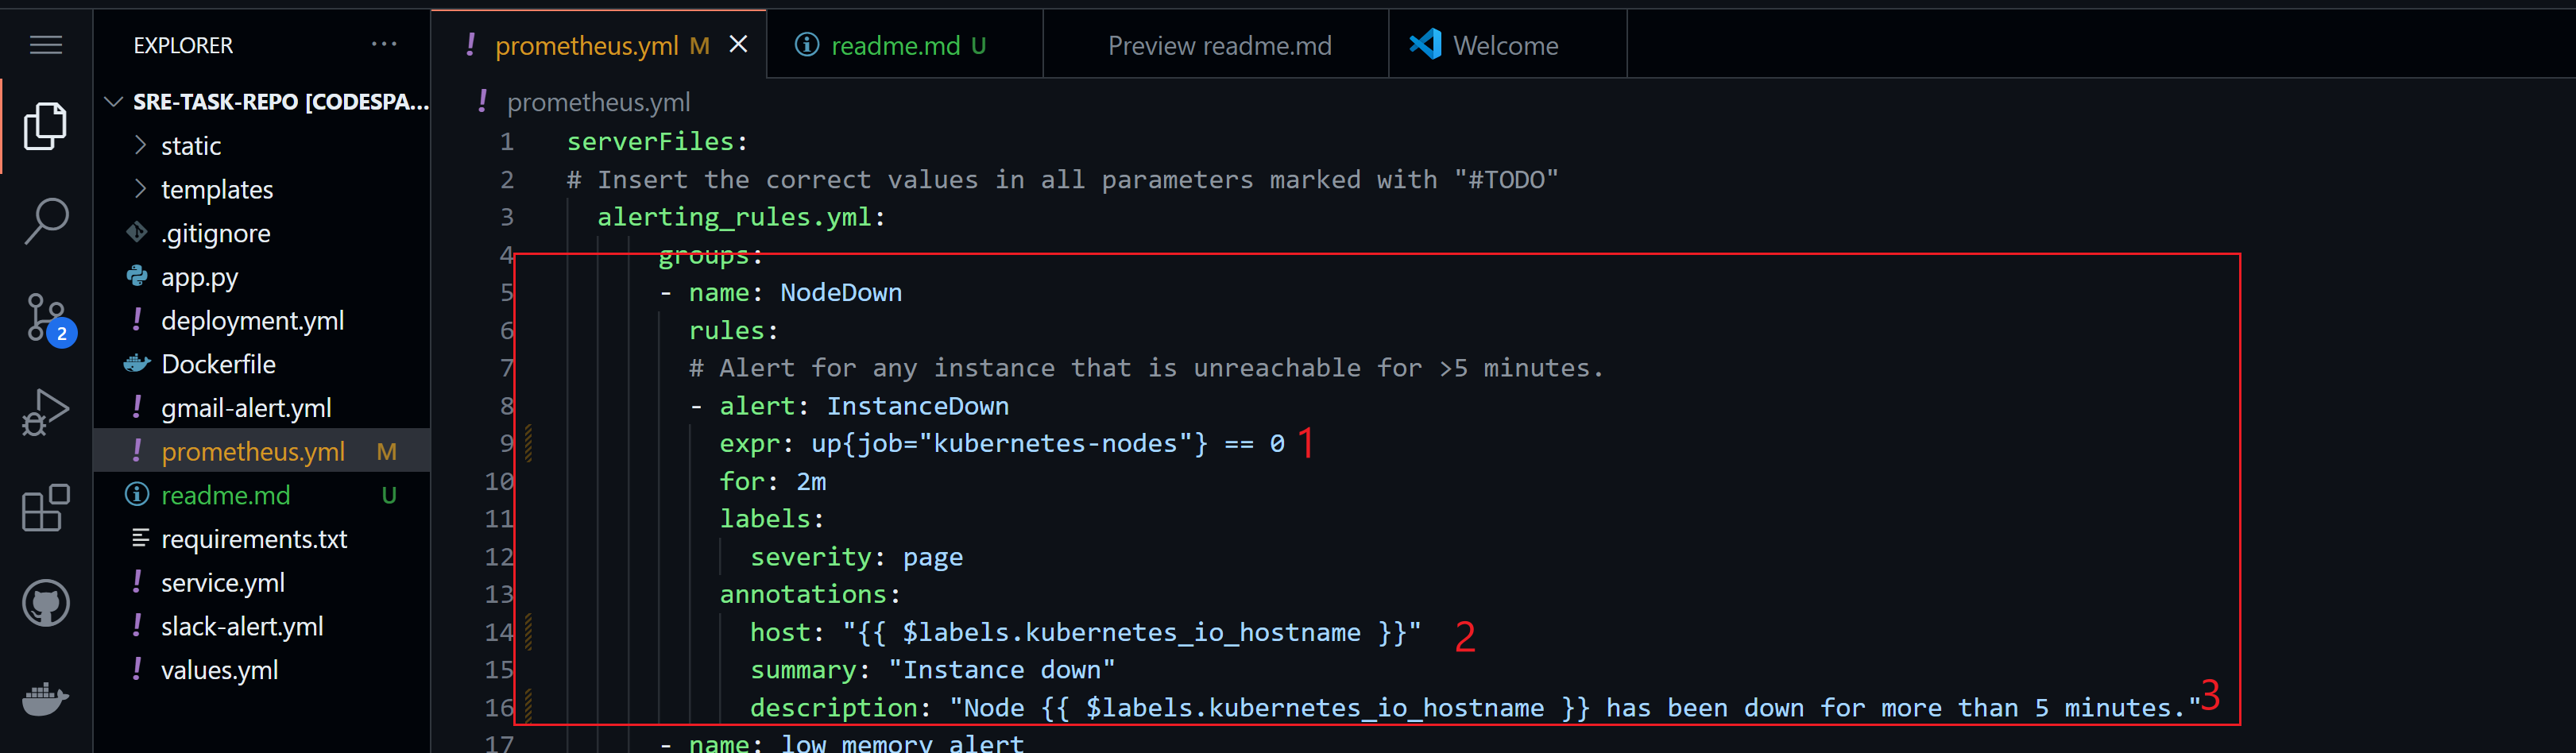 EXPLORER
SRE-TASK-REPO [CODESPA...
static
templates
.gitignore
app.py
deployment.yml
Dockerfile
gmail-alert.yml
prometheus.yml M
readme.md U
requirements.txt
service.yml
slack-alert.yml
values.yml
2
prometheus.yml M
readme.md U
Preview readme.md
Welcome
prometheus.yml
1 serverFiles:
2 # Insert the correct values in all parameters marked with "#TODO"
3 alerting_rules.yml:
4 groups:
5 - name: NodeDown
6 rules:
7 # Alert for any instance that is unreachable for >5 minutes.
8 - alert: InstanceDown
9 expr: up{job="kubernetes-nodes"} == 0 1
10 for: 2m
11 labels:
12 severity: page
13 annotations:
14 host: "{{ $labels.kubernetes_io_hostname }}" 2
15 summary: "Instance down"
16 description: "Node {{ $labels.kubernetes_io_hostname }} has been down for more than 5 minutes." 3
17 - name: low_memory_alert